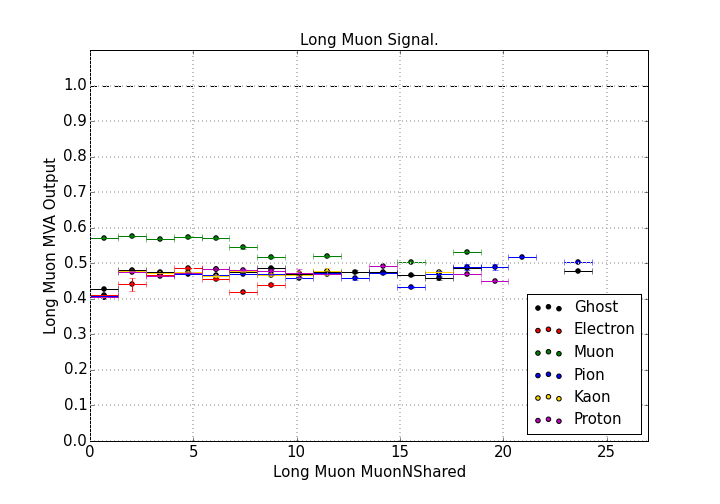 Long Muon Signal.
Long Muon MVA Output
1.0
0.9
0.8
0.7
0.6
0.5
0.4
0.3
0.2
0.1
0.0
0 5 10 15 20 25
Long Muon MuonNShared
Ghost
Electron
Muon
Pion
Kaon
Proton